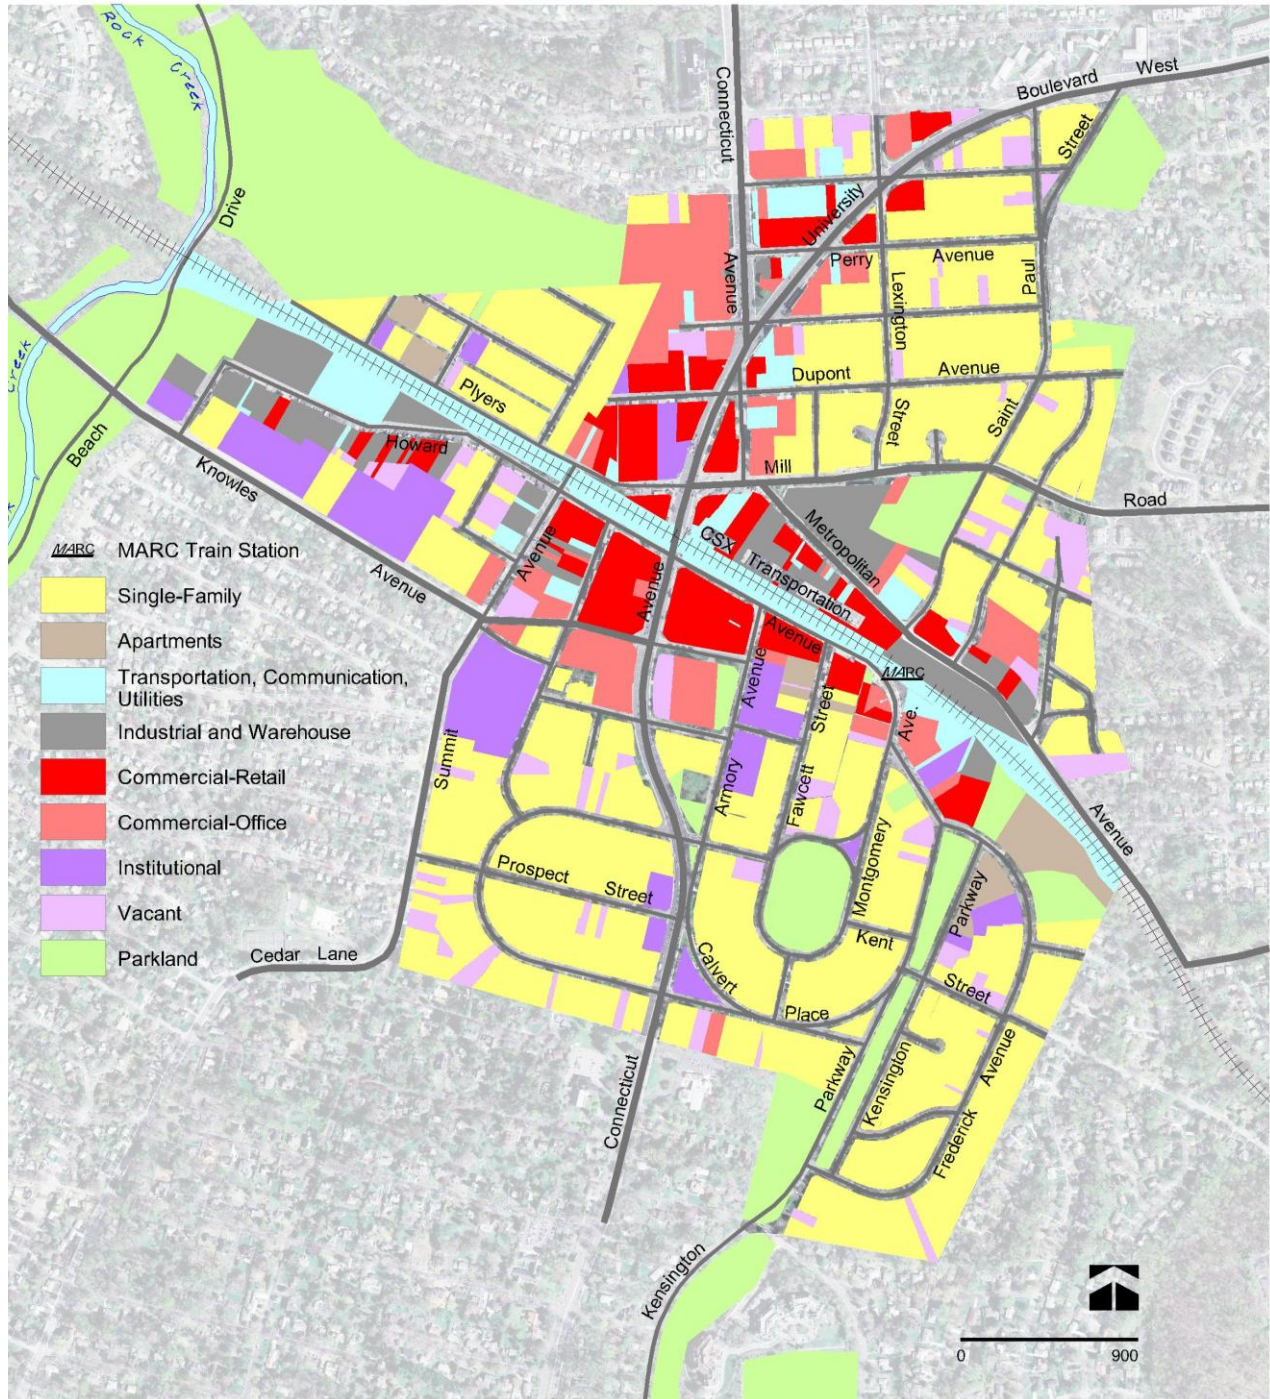 ROCK
Creek
Creek
Drive
Beach
Connecticut
Avenue
Boulevard West
University
Street
Perry Avenue
Lexington
Street
Paul
Saint
Dupont Avenue
Mill Road
Plyers
Howard
Knowles
Avenue
Avenue
Avenue
CSX Transportation
Metropolitan
Avenue
Avenue
Avenue
Street
MARC
Ave.
Summit
Armory
Fawcett
Montgomery
Prospect Street
Kent
Street
Parkway
Calvert
Place
Cedar Lane
Connecticut
Parkway
Kensington
Avenue
Frederick
Kensington
MARC MARC Train Station
Single-Family
Apartments
Transportation, Communication,
Utilities
Industrial and Warehouse
Commercial-Retail
Commercial-Office
Institutional
Vacant
Parkland
0 900